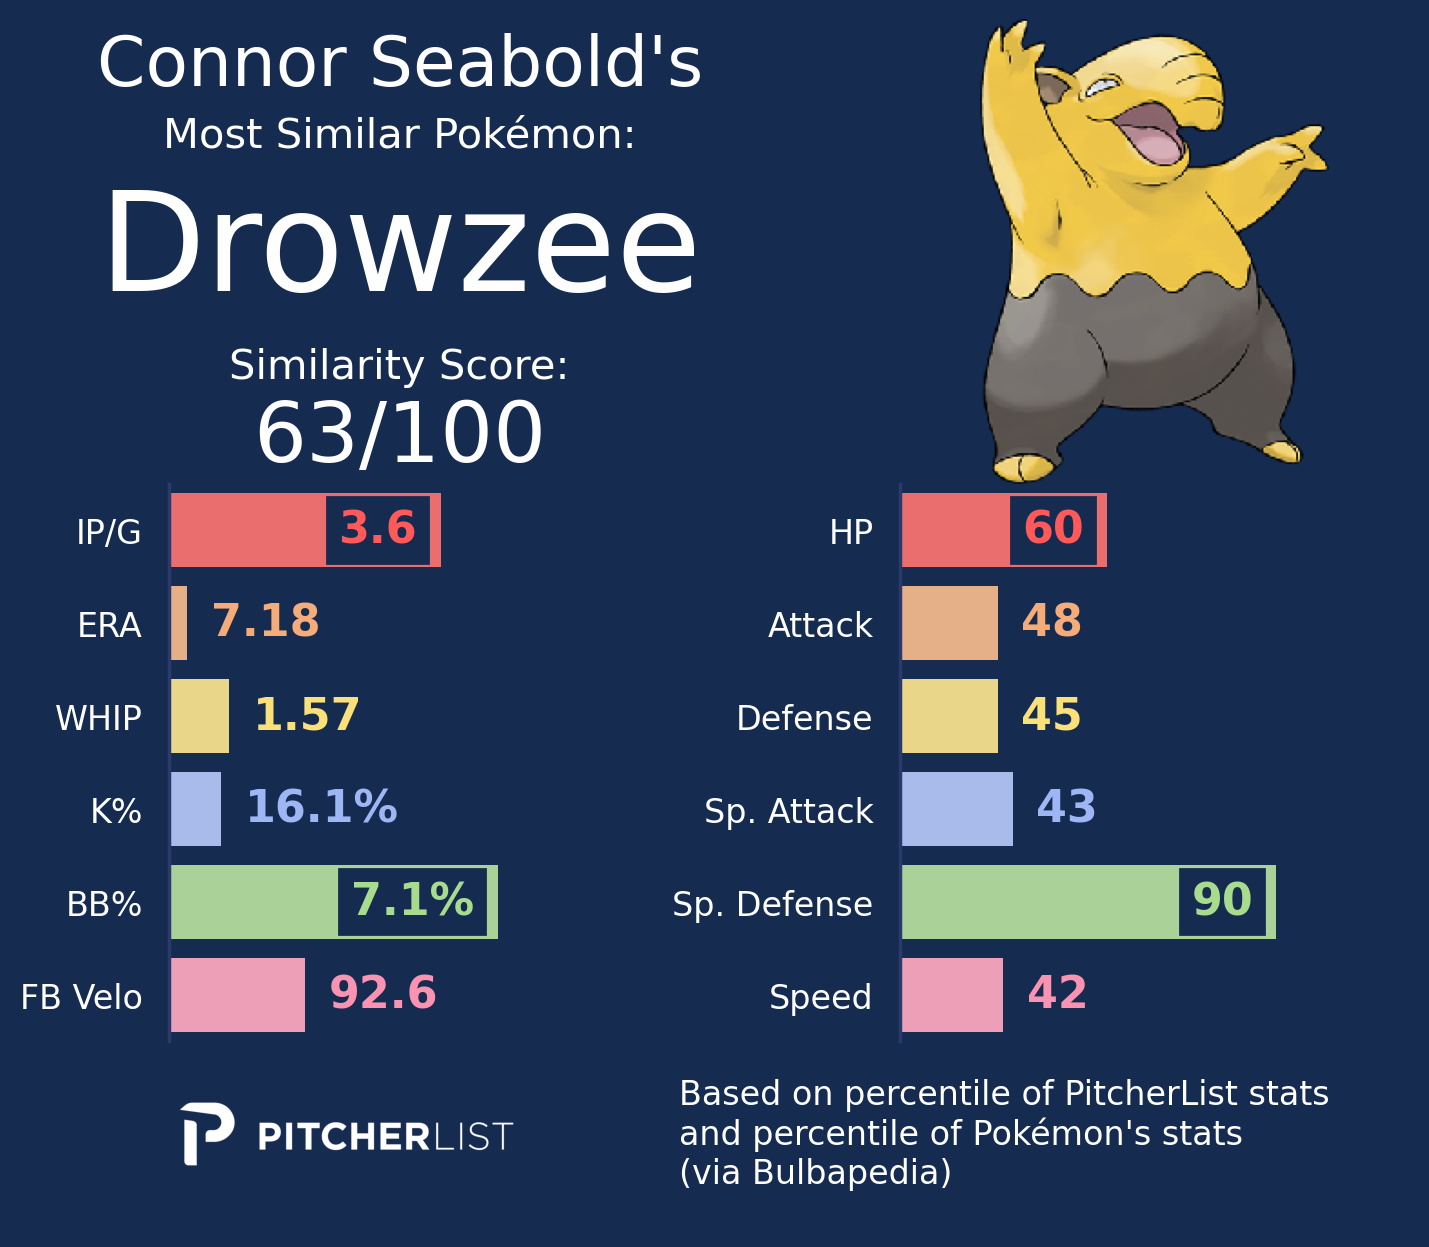 Connor Seabold's
Most Similar Pokémon:
Drowzee
Similarity Score:
63/100
IP/G 3.6
ERA 7.18
WHIP 1.57
K% 16.1%
BB% 7.1%
FB Velo 92.6
HP 60
Attack 48
Defense 45
Sp. Attack 43
Sp. Defense 90
Speed 42
PITCHERLIST
Based on percentile of PitcherList stats
and percentile of Pokémon's stats
(via Bulbapedia)